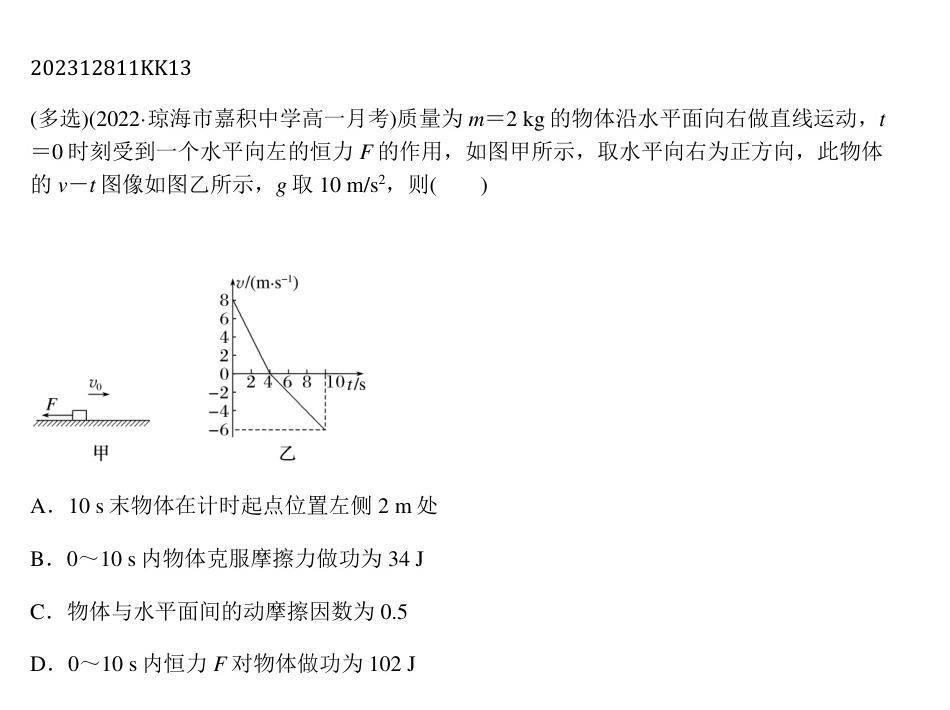 202312811KK13
(多选)(2022·琼海市嘉积中学高一月考)质量为 m＝2 kg 的物体沿水平面向右做直线运动，t
＝0 时刻受到一个水平向左的恒力 F 的作用，如图甲所示，取水平向右为正方向，此物体
的 v－t 图像如图乙所示，g 取 10 m/s²，则(　　)
v/(m·s⁻¹)
8
6
4
2
0
2 4 6 8 10 t/s
−2
−4
−6
v₀
F
甲
乙
A．10 s 末物体在计时起点位置左侧 2 m 处
B．0～10 s 内物体克服摩擦力做功为 34 J
C．物体与水平面间的动摩擦因数为 0.5
D．0～10 s 内恒力 F 对物体做功为 102 J